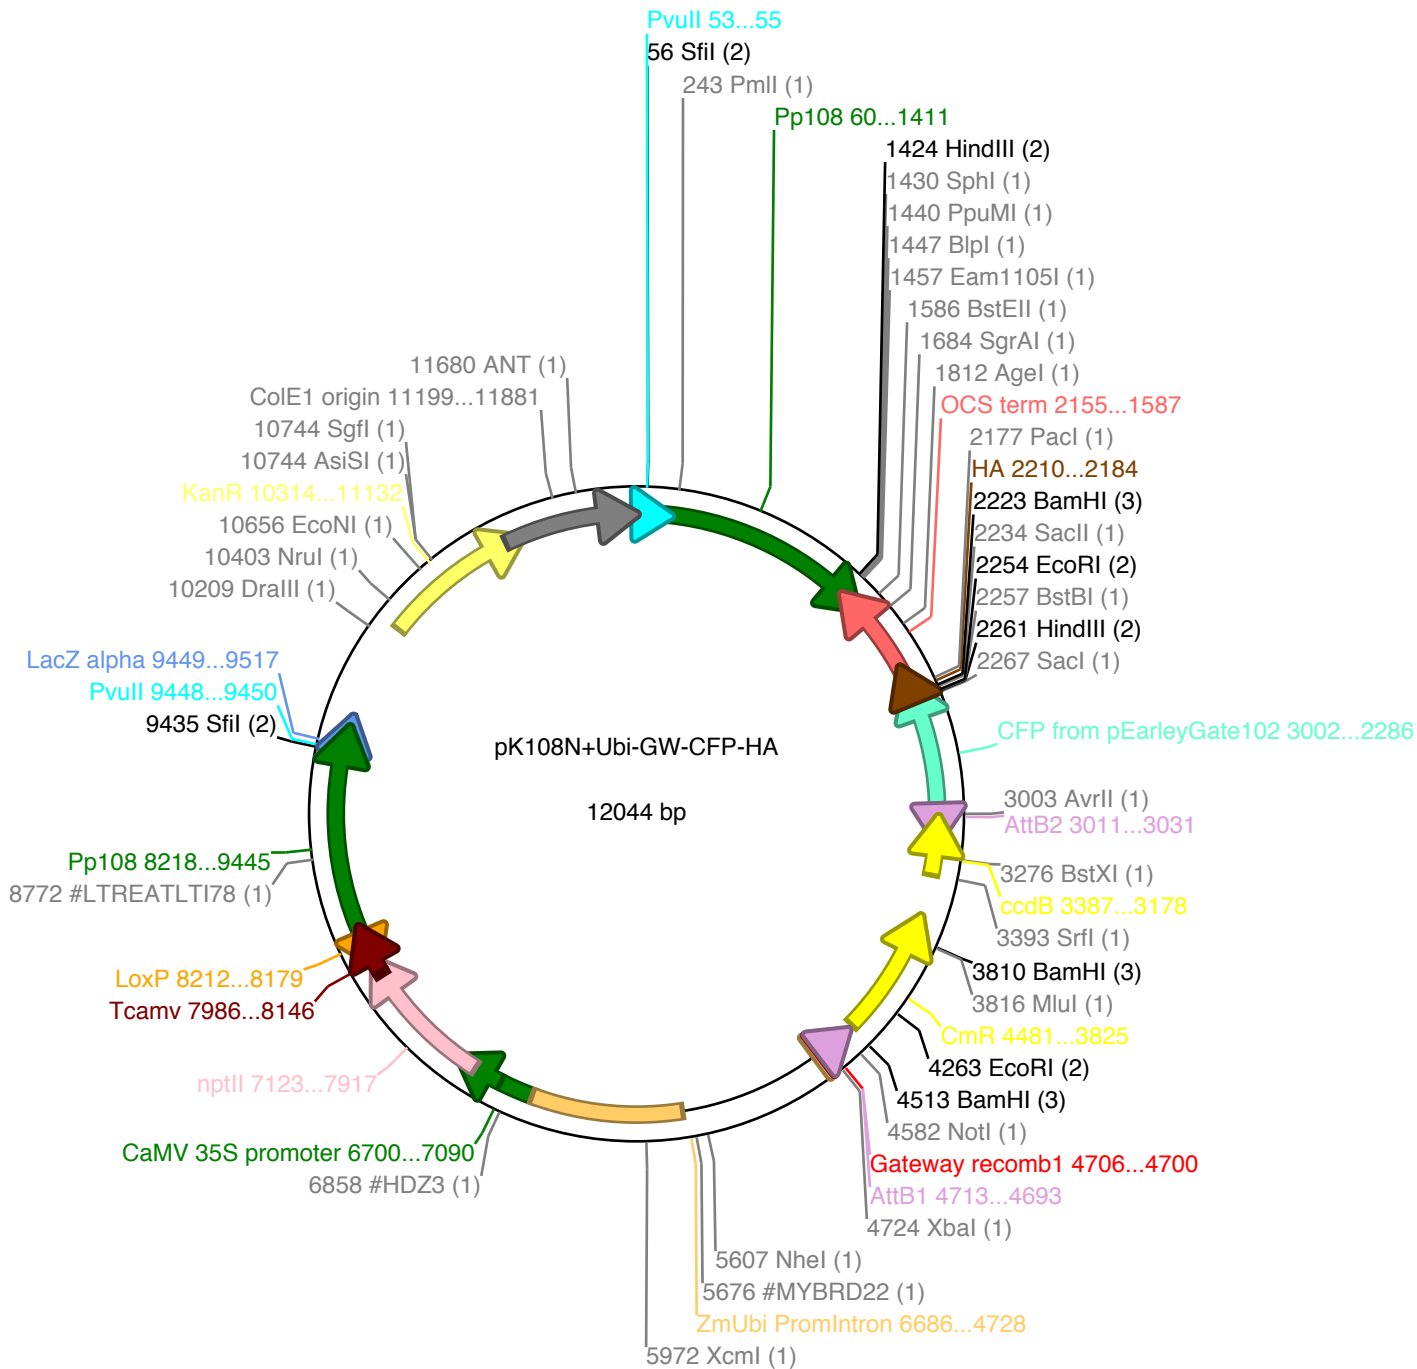 PvuII 53...55
56 SfiI (2)
243 PmlI (1)
Pp108 60...1411
1424 HindIII (2)
1430 SphI (1)
1440 PpuMI (1)
1447 BlpI (1)
1457 Eam1105I (1)
1586 BstEII (1)
1684 SgrAI (1)
1812 AgeI (1)
OCS term 2155...1587
2177 PacI (1)
HA 2210...2184
2223 BamHI (3)
2234 SacII (1)
2254 EcoRI (2)
2257 BstBI (1)
2261 HindIII (2)
2267 SacI (1)
CFP from pEarleyGate102 3002...2286
3003 AvrII (1)
AttB2 3011...3031
3276 BstXI (1)
ccdB 3387...3178
3393 SrfI (1)
3810 BamHI (3)
3816 MluI (1)
CmR 4481...3825
4263 EcoRI (2)
4513 BamHI (3)
4582 NotI (1)
Gateway recomb1 4706...4700
AttB1 4713...4693
4724 XbaI (1)
5607 NheI (1)
5676 #MYBRD22 (1)
ZmUbi PromIntron 6686...4728
5972 XcmI (1)
6858 #HDZ3 (1)
CaMV 35S promoter 6700...7090
nptII 7123...7917
Tcamv 7986...8146
LoxP 8212...8179
8772 #LTREATLTI78 (1)
Pp108 8218...9445
9435 SfiI (2)
PvuII 9448...9450
LacZ alpha 9449...9517
10209 DraIII (1)
10403 NruI (1)
10656 EcoNI (1)
KanR 10314...11132
10744 AsiSI (1)
10744 SgfI (1)
ColE1 origin 11199...11881
11680 ANT (1)
pK108N+Ubi-GW-CFP-HA
12044 bp